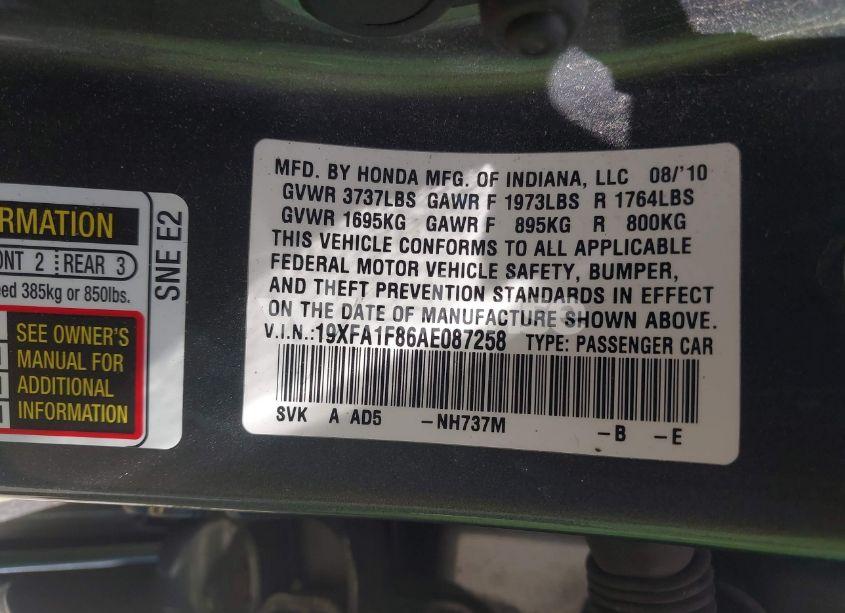 RMATION
ONT 2 REAR 3
eed 385kg or 850lbs.
SEE OWNER'S
MANUAL FOR
ADDITIONAL
INFORMATION
SNE E2
MFD. BY HONDA MFG. OF INDIANA, LLC 08/'10
GVWR 3737LBS GAWR F 1973LBS R 1764LBS
GVWR 1695KG GAWR F 895KG R 800KG
THIS VEHICLE CONFORMS TO ALL APPLICABLE
FEDERAL MOTOR VEHICLE SAFETY, BUMPER,
AND THEFT PREVENTION STANDARDS IN EFFECT
ON THE DATE OF MANUFACTURE SHOWN ABOVE.
V.I.N.:19XFA1F86AE087258 TYPE: PASSENGER CAR
SVK A AD5 -NH737M -B -E